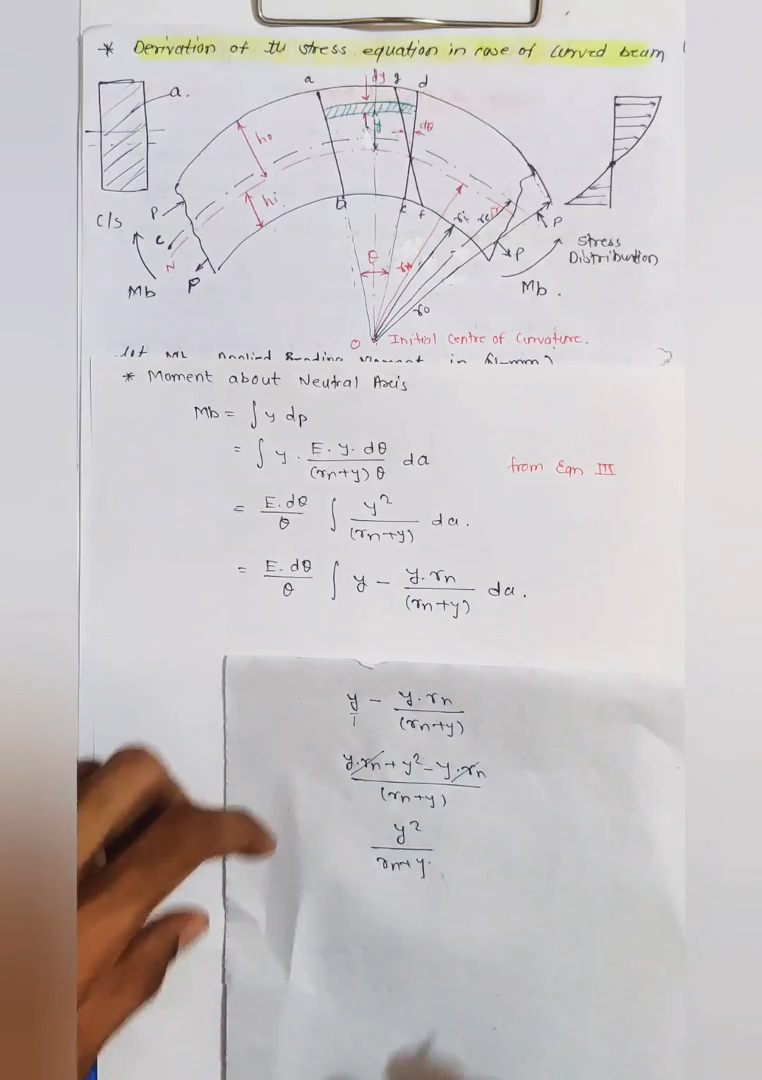 * Derivation of the stress equation in case of curved beam
a.
C/S
a
dy
g
d
y
dθ
ho
hi
b
c
f
P
c
N
Mb
P
θ
rn
ri
rc
ro
P
P
Mb.
Stress
Distribution
O Initial Centre of Curvature.
* Moment about Neutral Axis
Mb = ∫ y dp
= ∫ y . E. y. dθ / (rn+y) θ da
from Eqn III
= E. dθ / θ ∫ y² / (rn+y) da.
= E. dθ / θ ∫ y − y. rn / (rn+y) da.
y / 1 − y. rn / (rn+y)
y. rn + y² − y. rn / (rn+y)
y² / rn+y.